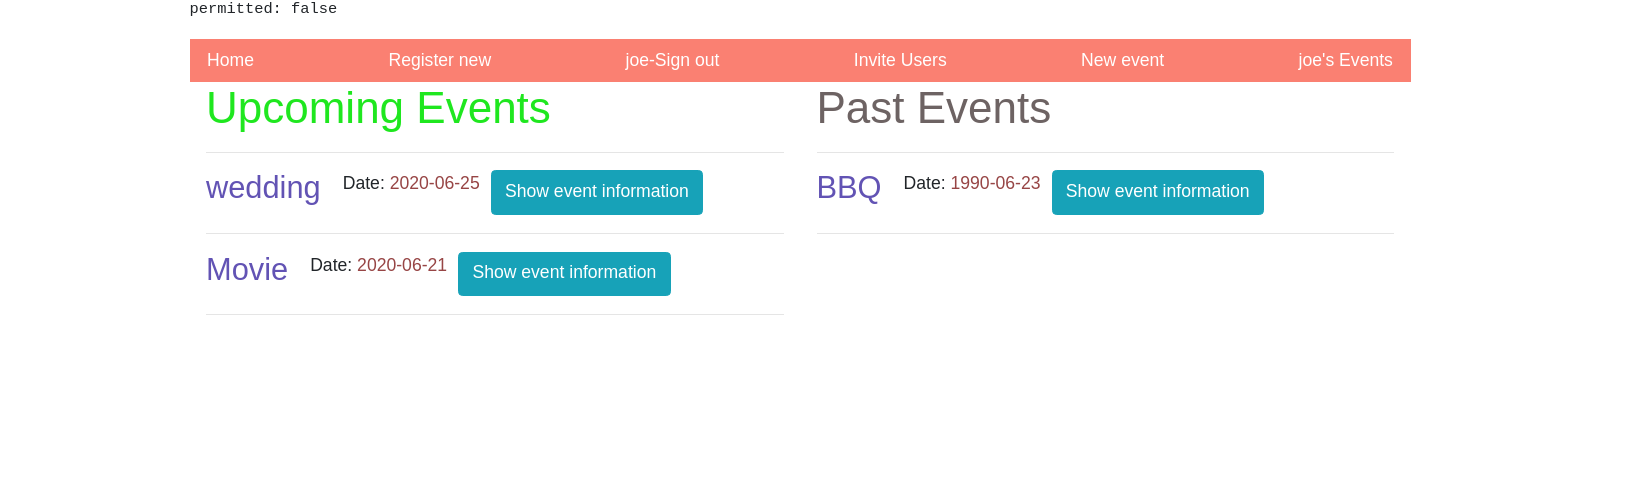 permitted: false
Home Register new joe-Sign out Invite Users New event joe's Events
Upcoming Events
wedding Date: 2020-06-25 Show event information
Movie Date: 2020-06-21 Show event information
Past Events
BBQ Date: 1990-06-23 Show event information